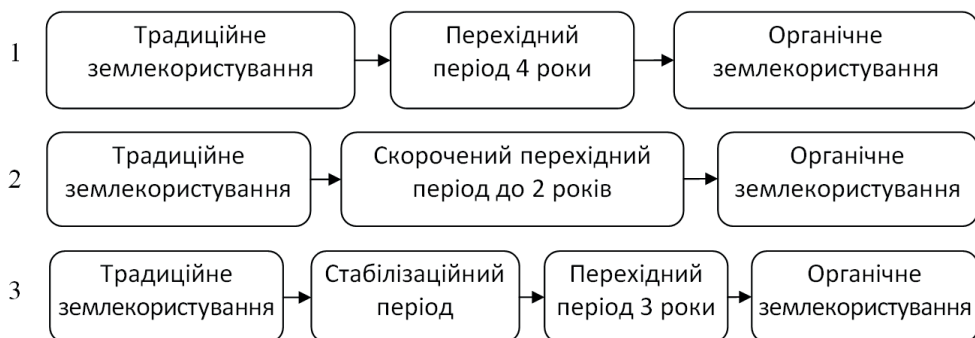 1
Традиційне
землекористування
Перехідний
період 4 роки
Органічне
землекористування
2
Традиційне
землекористування
Скорочений перехідний
період до 2 років
Органічне
землекористування
3
Традиційне
землекористування
Стабілізаційний
період
Перехідний
період 3 роки
Органічне
землекористування